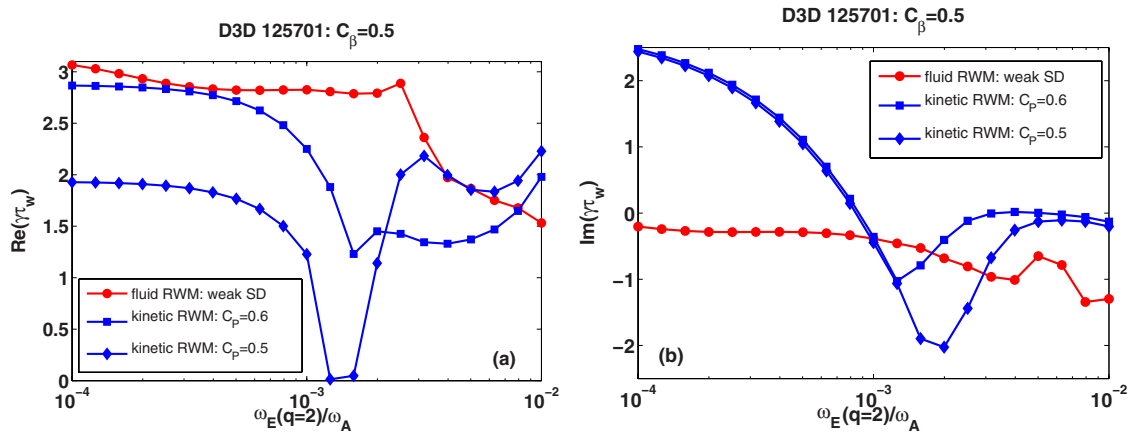 D3D 125701: C_β=0.5
Re(γτ_w)
3
2.5
2
1.5
1
0.5
0
fluid RWM: weak SD
kinetic RWM: C_P=0.6
kinetic RWM: C_P=0.5
(a)
10^−4
10^−3
10^−2
ω_E(q=2)/ω_A
D3D 125701: C_β=0.5
Im(γτ_w)
2
1
0
−1
−2
fluid RWM: weak SD
kinetic RWM: C_P=0.6
kinetic RWM: C_P=0.5
(b)
10^−4
10^−3
10^−2
ω_E(q=2)/ω_A